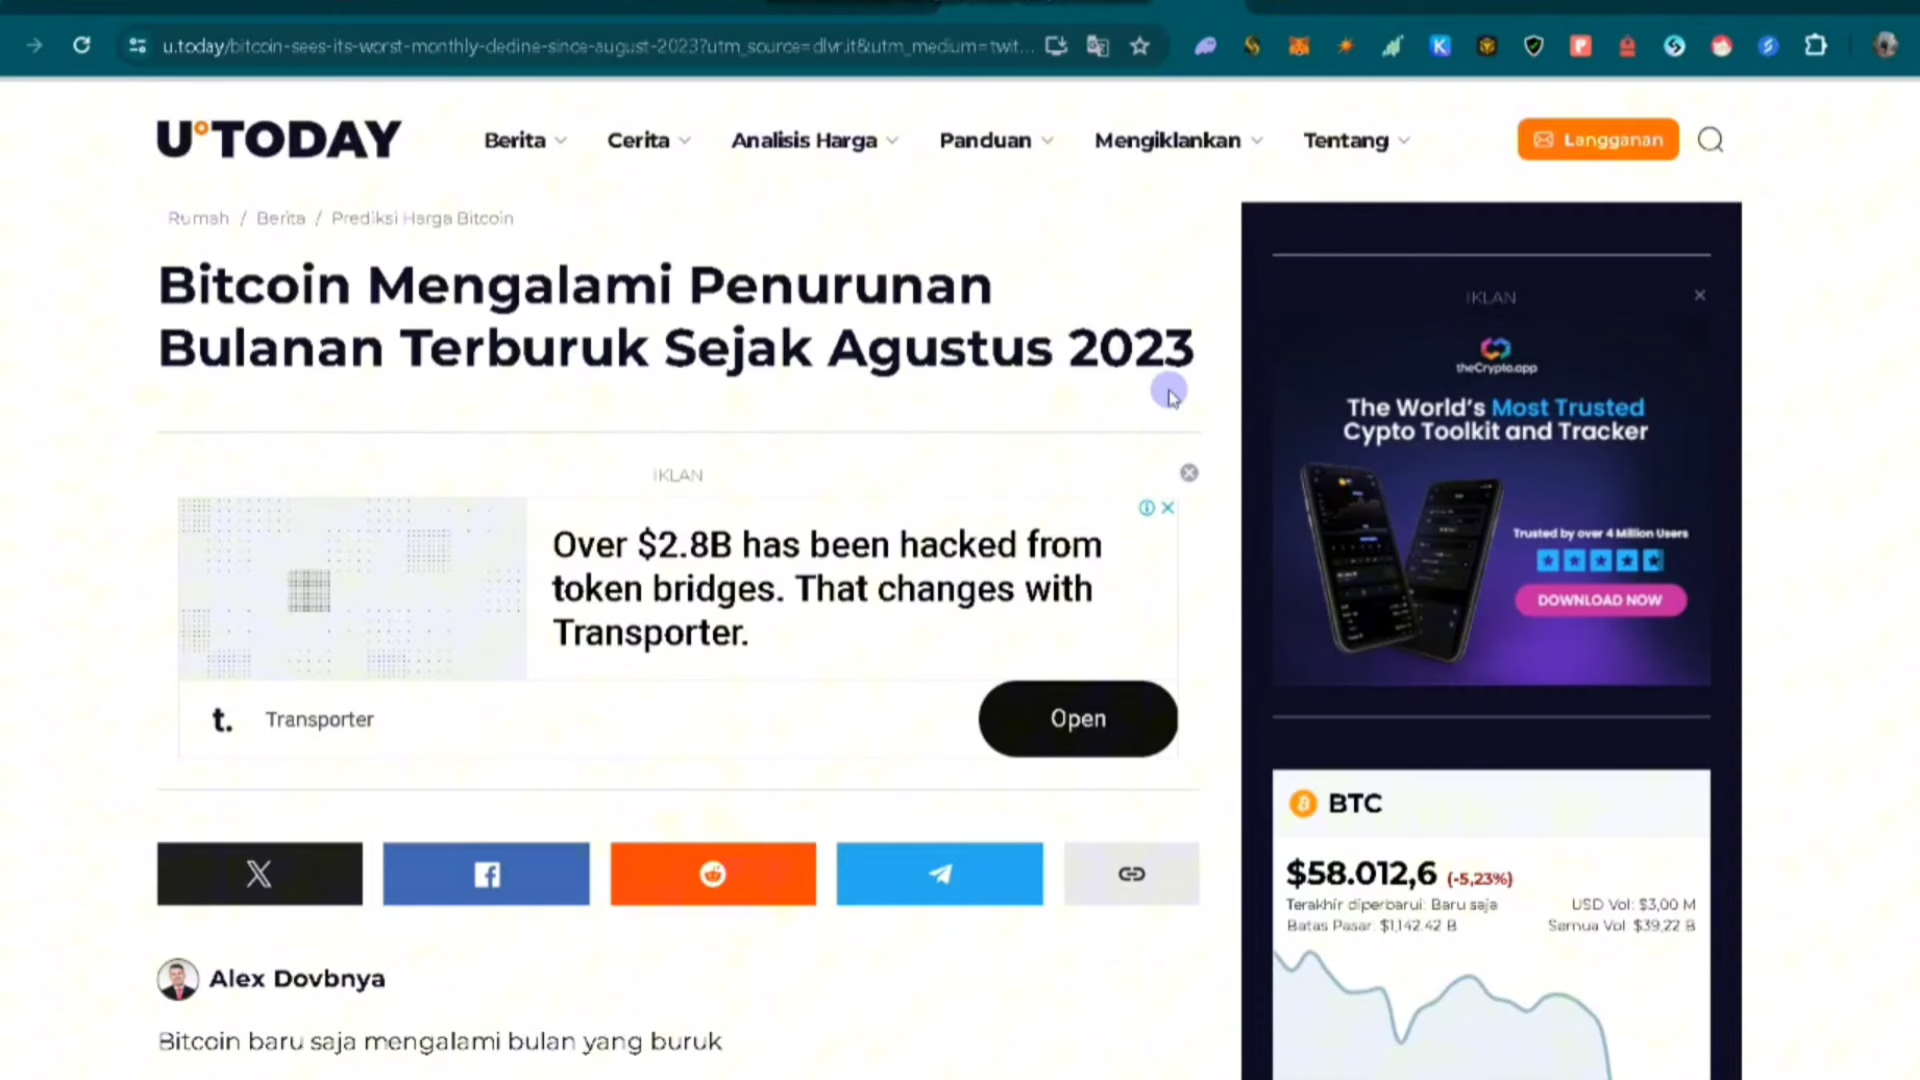 u.today/bitcoin-sees-its-worst-monthly-decline-since-august-2023?utm_source=dlvr.it&utm_medium=twit...
U°TODAY
Berita
Cerita
Analisis Harga
Panduan
Mengiklankan
Tentang
Langganan
Rumah / Berita / Prediksi Harga Bitcoin
Bitcoin Mengalami Penurunan
Bulanan Terburuk Sejak Agustus 2023
IKLAN
Over $2.8B has been hacked from
token bridges. That changes with
Transporter.
t. Transporter
Open
Alex Dovbnya
Bitcoin baru saja mengalami bulan yang buruk
IKLAN
theCrypto.app
The World's Most Trusted
Cypto Toolkit and Tracker
Trusted by over 4 Million Users
DOWNLOAD NOW
BTC
$58.012,6 (-5,23%)
Terakhir diperbarui: Baru saja
USD Vol: $3,00 M
Batas Pasar: $1,142.42 B
Semua Vol: $39,22 B